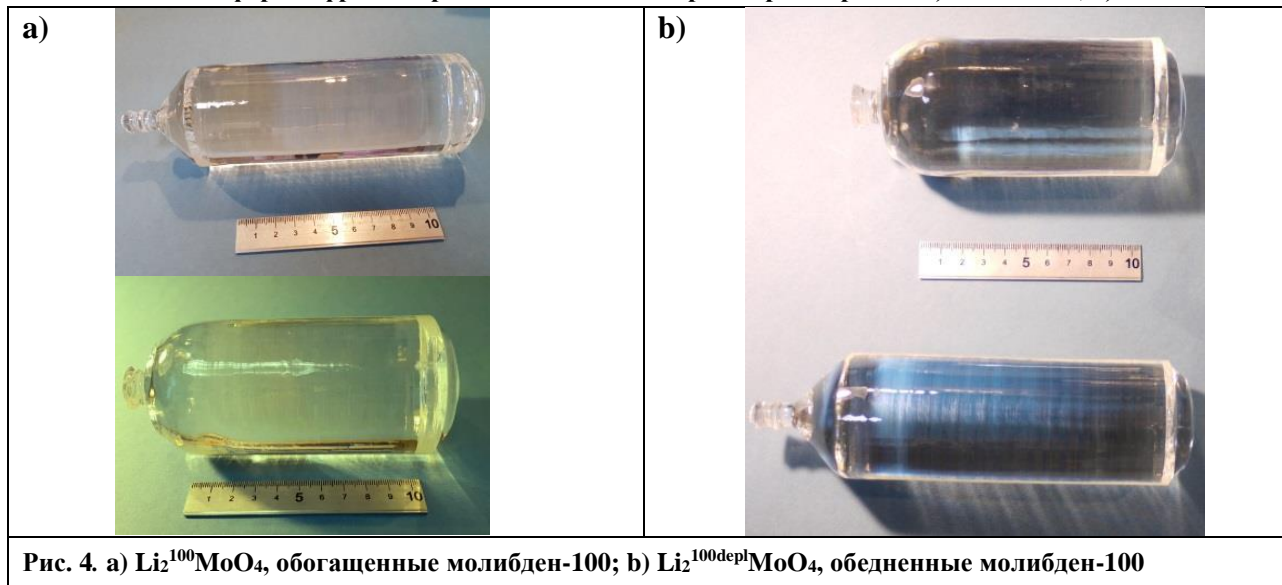 a)
1 2 3 4 5 6 7 8 9 10
1 2 3 4 5 6 7 8 9 10
b)
1 2 3 4 5 6 7 8 9 10
Рис. 4. a) Li₂¹⁰⁰MoO₄, обогащенные молибден-100; b) Li₂¹⁰⁰ᵈᵉᵖˡMoO₄, обедненные молибден-100